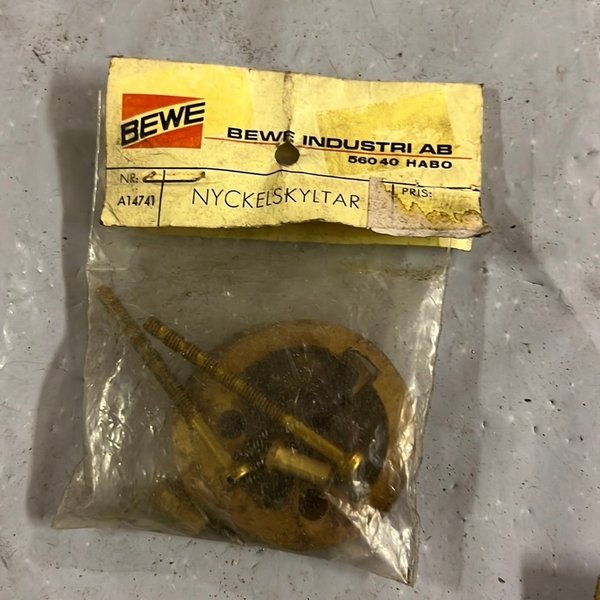 BEWE
BEWE INDUSTRI AB
56040 HABO
NR:
A14741
NYCKELSKYLTAR
PRIS: